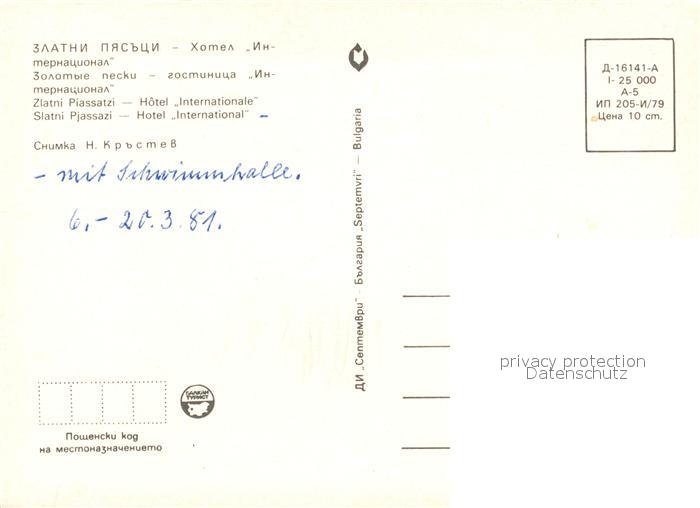 ЗЛАТНИ ПЯСЪЦИ – Хотел „Ин-
тернационал"
Золотые пески – гостиница „Ин-
тернационал"
Zlatni Piassatzi — Hôtel „Internationale"
Slatni Pjassazi — Hotel „International" –
Снимка Н. Кръстев
– mit Schwimmhalle.
6. – 20.3.81.
БАЛКАН
ТУРИСТ
Пощенски код
на местоназначението
ДИ „Септември" - България „Septemvri" — Bulgaria
Д-16141-А
I- 25 000
А-5
ИП 205-И/79
Цена 10 ст.
privacy protection
Datenschutz